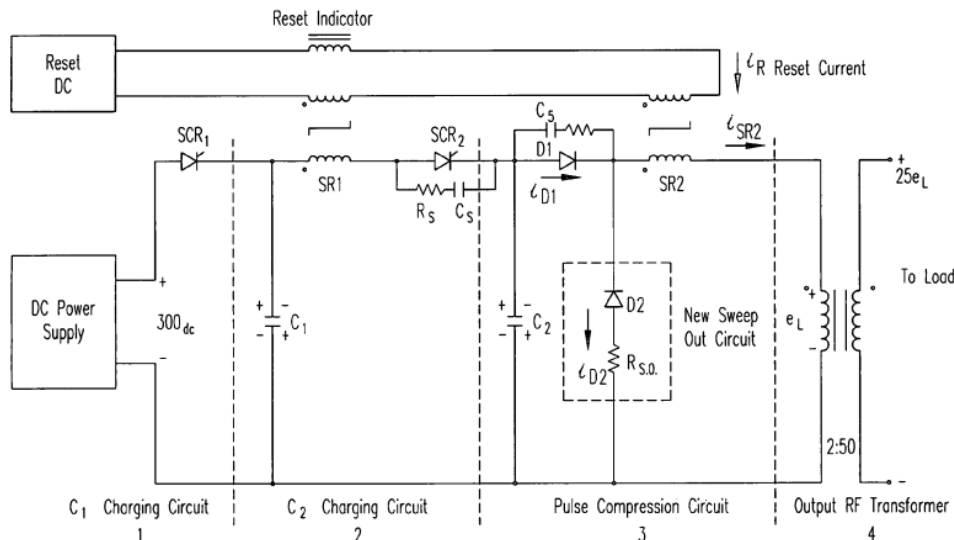 Reset Indicator
Reset
DC
i_R Reset Current
SCR₁
SR1
SCR₂
R_S
C_S
C₅
D1
i_D1
SR2
i_SR2
+
25e_L
DC Power
Supply
+
300_dc
−
+ −
− +
C₁
+ −
− +
C₂
D2
i_D2
R_S.O.
New Sweep
Out Circuit
e_L
+
−
To Load
2:50
−
C₁ Charging Circuit
1
C₂ Charging Circuit
2
Pulse Compression Circuit
3
Output RF Transformer
4